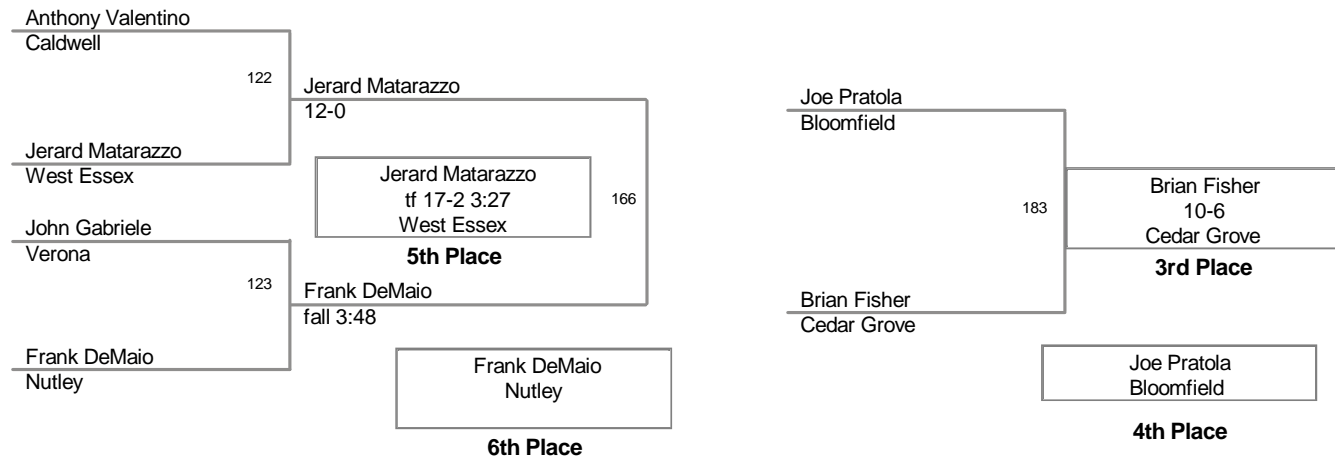 Anthony Valentino
Caldwell
122
Jerard Matarazzo
12-0
Jerard Matarazzo
West Essex
Jerard Matarazzo
tf 17-2 3:27
West Essex
5th Place
166
John Gabriele
Verona
123
Frank DeMaio
fall 3:48
Frank DeMaio
Nutley
Frank DeMaio
Nutley
6th Place
Joe Pratola
Bloomfield
183
Brian Fisher
10-6
Cedar Grove
3rd Place
Brian Fisher
Cedar Grove
Joe Pratola
Bloomfield
4th Place